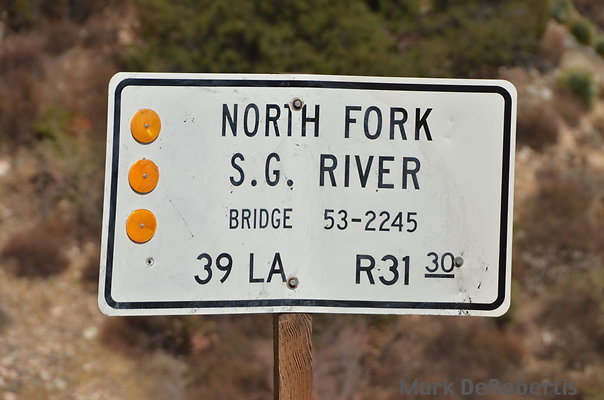 NORTH FORK
S.G. RIVER
BRIDGE 53-2245
39 LA R31 30
Mark DeRobertis